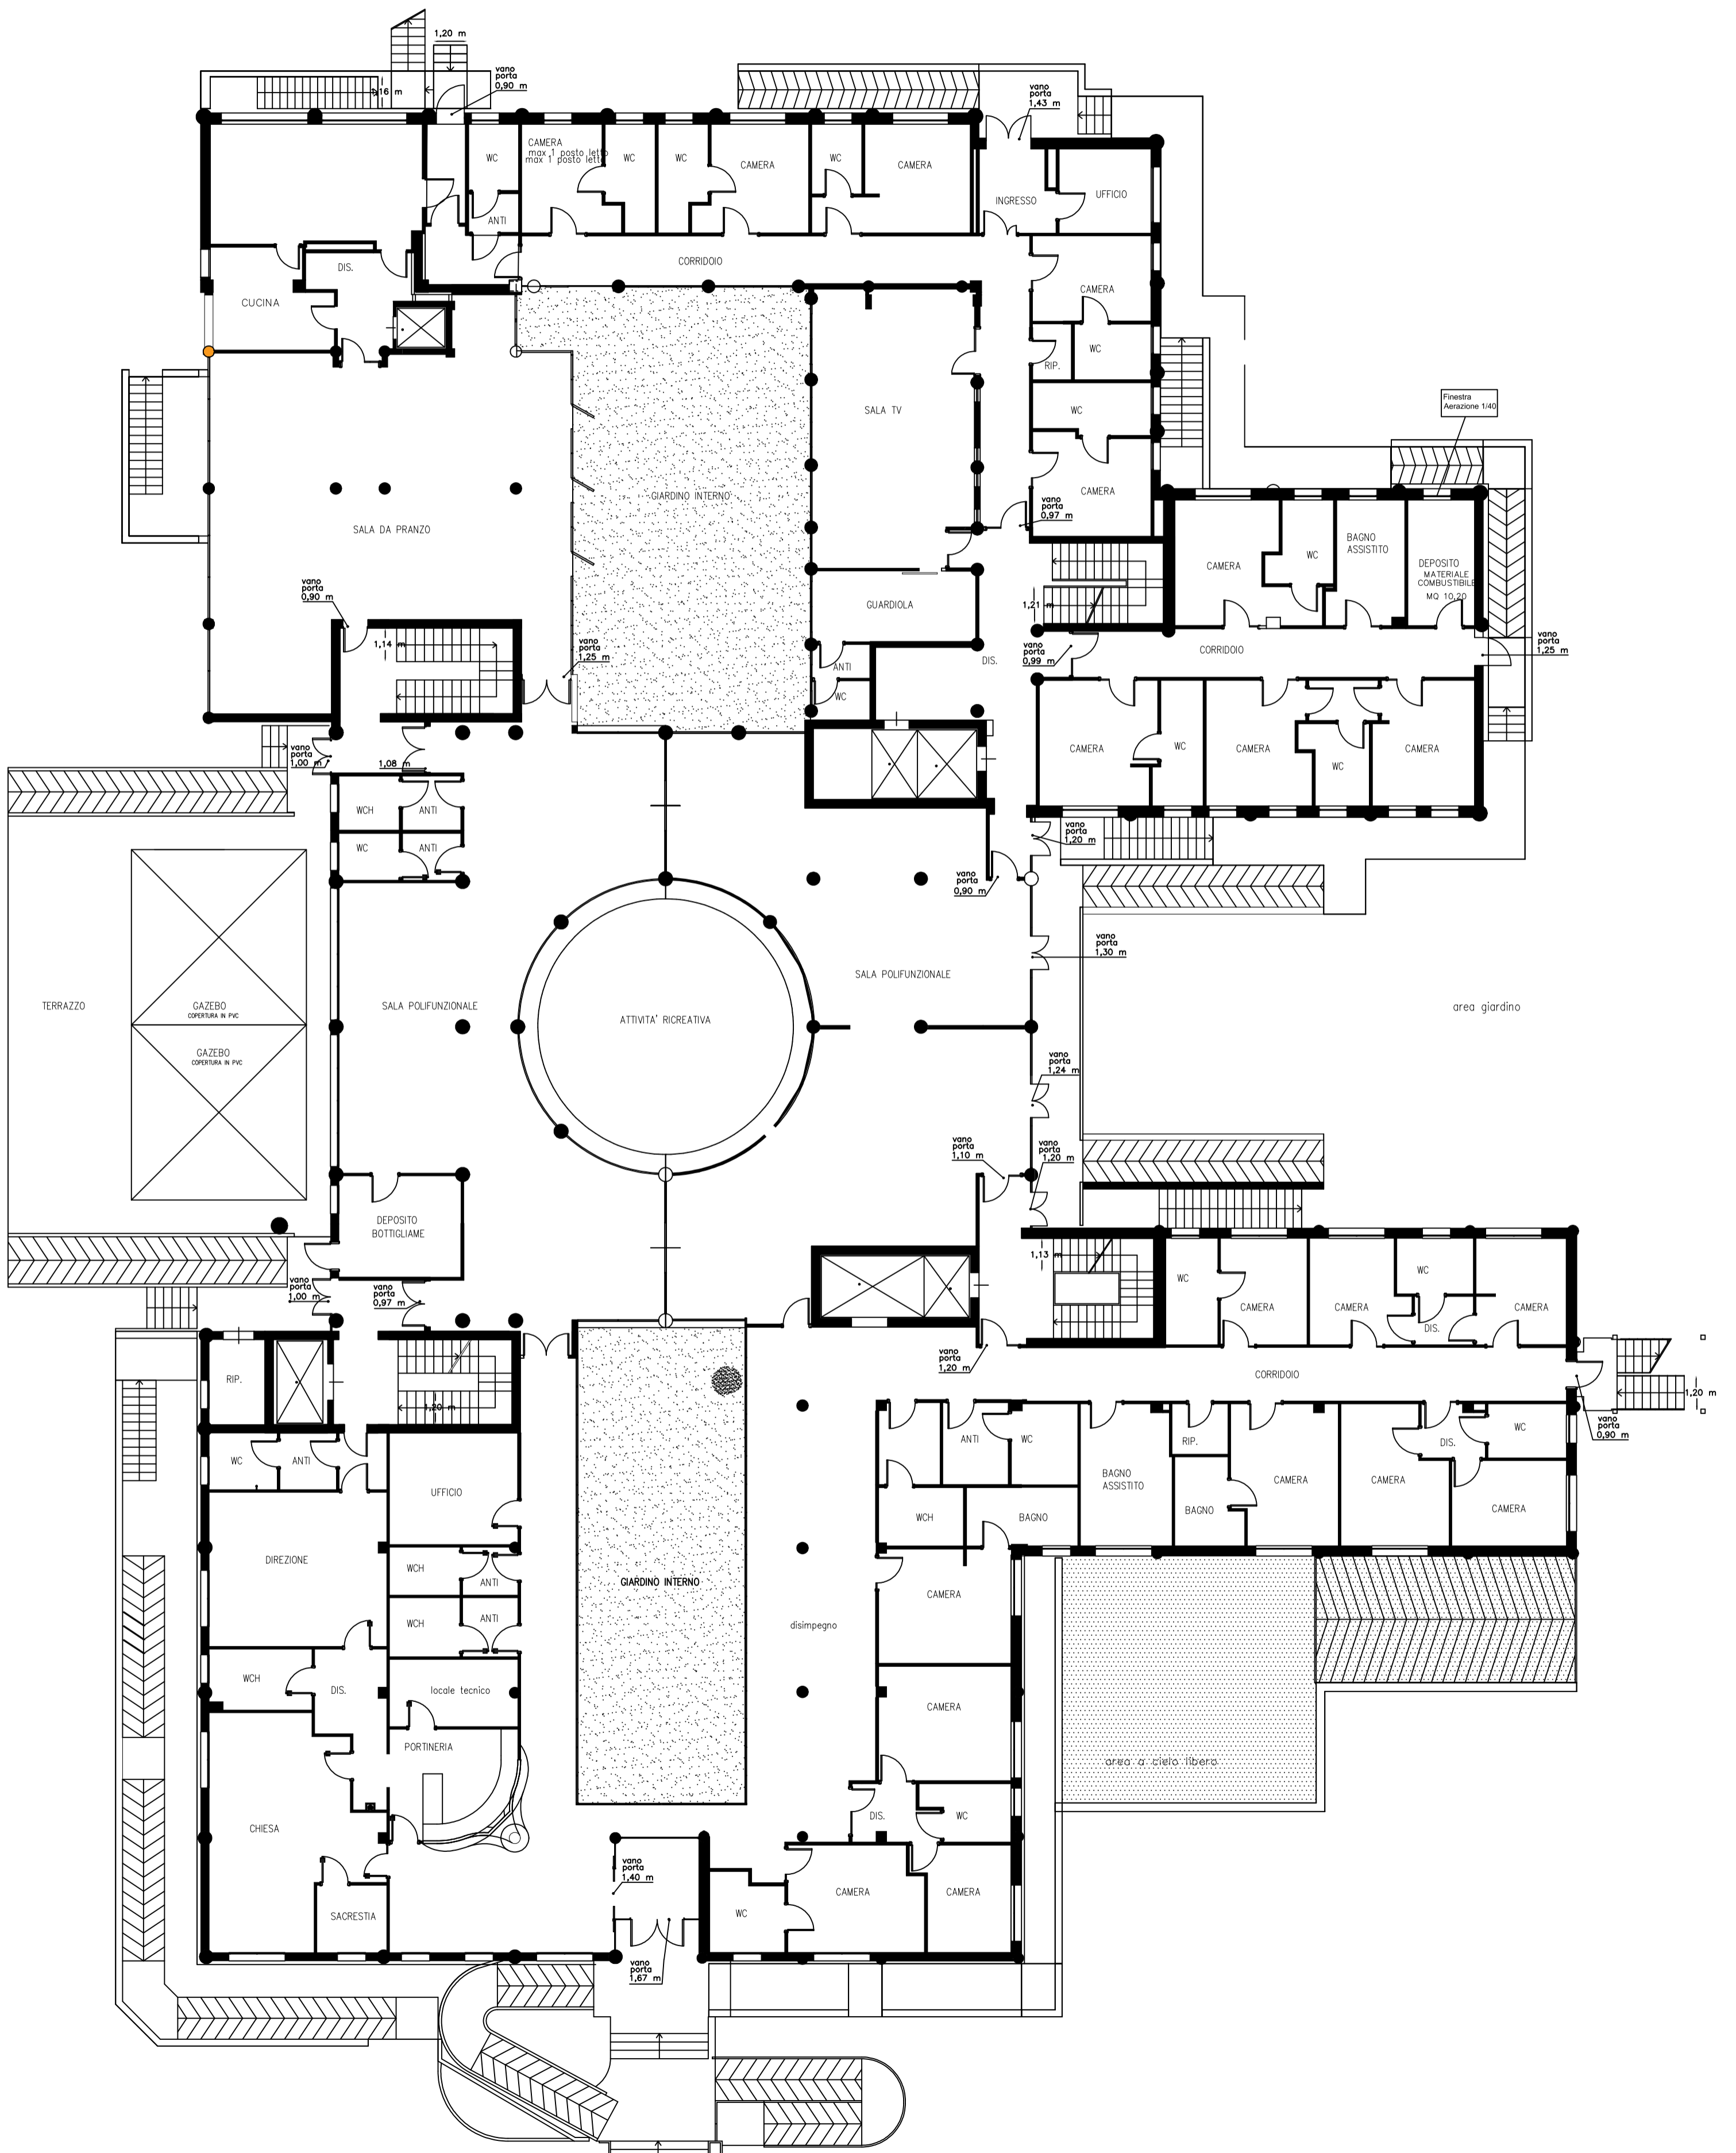 1,20 m
vano
porta
0,90 m
16 m
vano
porta
1,43 m
WC
CAMERA
max 1 posto letto
max 1 posto letto
WC
WC
CAMERA
WC
CAMERA
UFFICIO
INGRESSO
ANTI
CORRIDOIO
DIS.
CUCINA
CAMERA
WC
RIP.
SALA TV
WC
Finestra
Aerazione 1/40
GIARDINO INTERNO
CAMERA
vano
porta
0,97 m
SALA DA PRANZO
BAGNO
ASSISTITO
WC
CAMERA
DEPOSITO
MATERIALE
COMBUSTIBILE
MQ 10,20
vano
porta
0,90 m
GUARDIOLA
1,21 m
1,14 m
vano
porta
1,25 m
vano
porta
0,99 m
CORRIDOIO
vano
porta
1,25 m
ANTI
DIS.
WC
vano
porta
1,00 m
1,08 m
CAMERA
WC
CAMERA
WC
CAMERA
WCH
ANTI
WC
ANTI
vano
porta
1,20 m
vano
porta
0,90 m
vano
porta
1,30 m
SALA POLIFUNZIONALE
TERRAZZO
GAZEBO
COPERTURA IN PVC
SALA POLIFUNZIONALE
area giardino
ATTIVITA' RICREATIVA
GAZEBO
COPERTURA IN PVC
vano
porta
1,24 m
vano
porta
1,10 m
vano
porta
1,20 m
DEPOSITO
BOTTIGLIAME
1,13 m
vano
porta
1,00 m
vano
porta
0,97 m
WC
CAMERA
CAMERA
WC
DIS.
CAMERA
vano
porta
1,20 m
RIP.
CORRIDOIO
1,20 m
1,20 m
vano
porta
0,90 m
WC
ANTI
ANTI
WC
RIP.
DIS.
WC
BAGNO
ASSISTITO
UFFICIO
CAMERA
CAMERA
CAMERA
WCH
BAGNO
BAGNO
DIREZIONE
WCH
ANTI
GIARDINO INTERNO
CAMERA
WCH
ANTI
disimpegno
WCH
DIS.
locale tecnico
CAMERA
PORTINERIA
area a cielo libero
CHIESA
DIS.
WC
vano
porta
1,40 m
CAMERA
CAMERA
SACRESTIA
WC
vano
porta
1,67 m